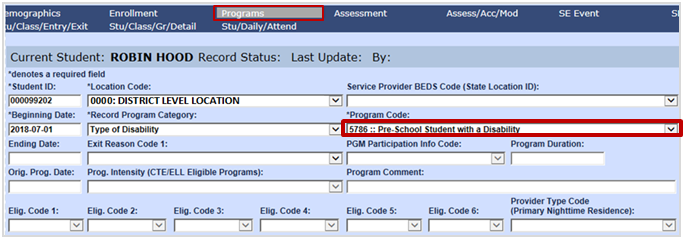 emographics Enrollment Programs Assessment Assess/Acc/Mod SE Event S
Stu/Class/Entry/Exit Stu/Class/Gr/Detail Stu/Daily/Attend
Current Student: ROBIN HOOD Record Status: Last Update: By:
*denotes a required field
*Student ID: *Location Code: Service Provider BEDS Code (State Location ID):
000099202 0000: DISTRICT LEVEL LOCATION
*Beginning Date: *Record Program Category: *Program Code:
2018-07-01 Type of Disability 5786 :: Pre-School Student with a Disability
Ending Date: Exit Reason Code 1: PGM Participation Info Code: Program Duration:
Orig. Prog. Date: Prog. Intensity (CTE/ELL Eligible Programs): Program Comment:
Elig. Code 1: Elig. Code 2: Elig. Code 3: Elig. Code 4: Elig. Code 5: Elig. Code 6: Provider Type Code
(Primary Nighttime Residence):